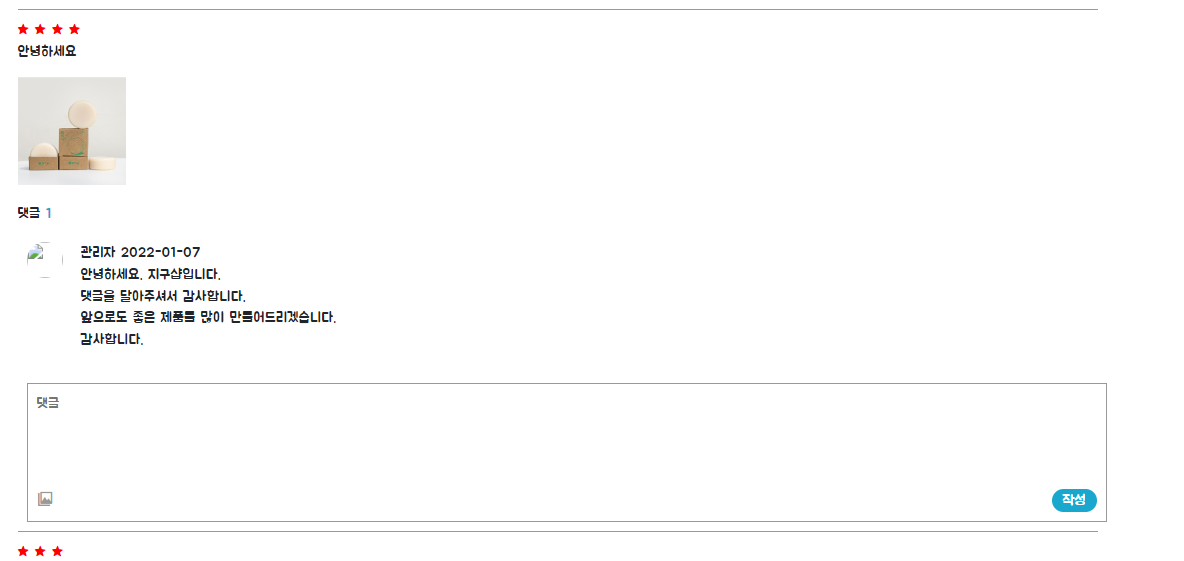 안녕하세요
댓글 1
관리자 2022-01-07
안녕하세요. 지구샵입니다.
댓글을 달아주셔서 감사합니다.
앞으로도 좋은 제품를 많이 만들어드리겠습니다.
감사합니다.
댓글
작성